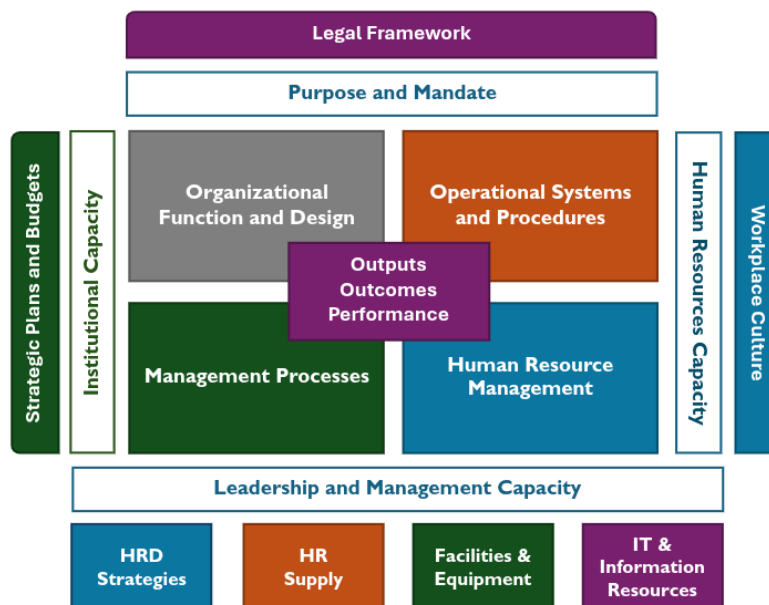 Legal Framework
Purpose and Mandate
Strategic Plans and Budgets
Institutional Capacity
Organizational
Function and Design
Operational Systems
and Procedures
Outputs
Outcomes
Performance
Management Processes
Human Resource
Management
Human Resources Capacity
Workplace Culture
Leadership and Management Capacity
HRD
Strategies
HR
Supply
Facilities &
Equipment
IT &
Information
Resources